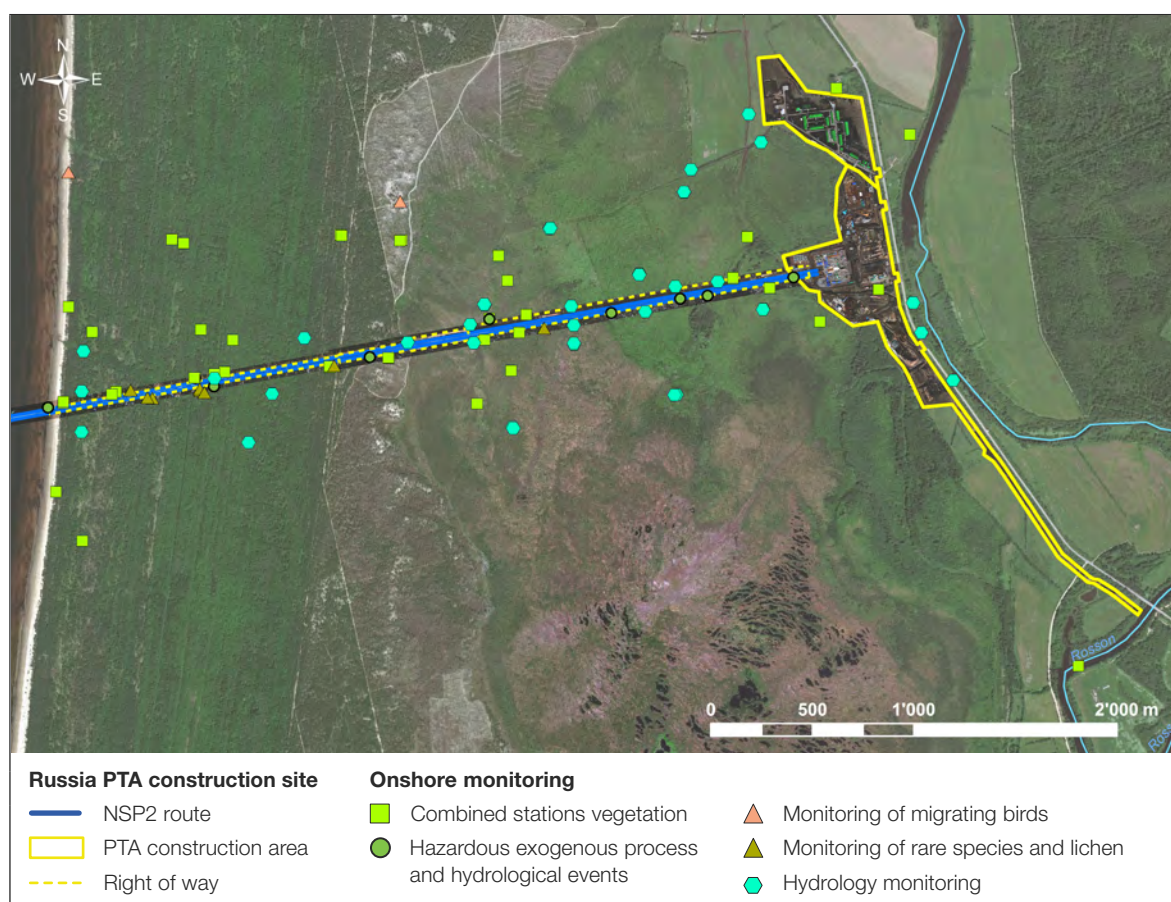 N
W E
S
Rosson
0 500 1'000 2'000 m
Russia PTA construction site
NSP2 route
PTA construction area
Right of way
Onshore monitoring
Combined stations vegetation
Hazardous exogenous process
and hydrological events
Monitoring of migrating birds
Monitoring of rare species and lichen
Hydrology monitoring